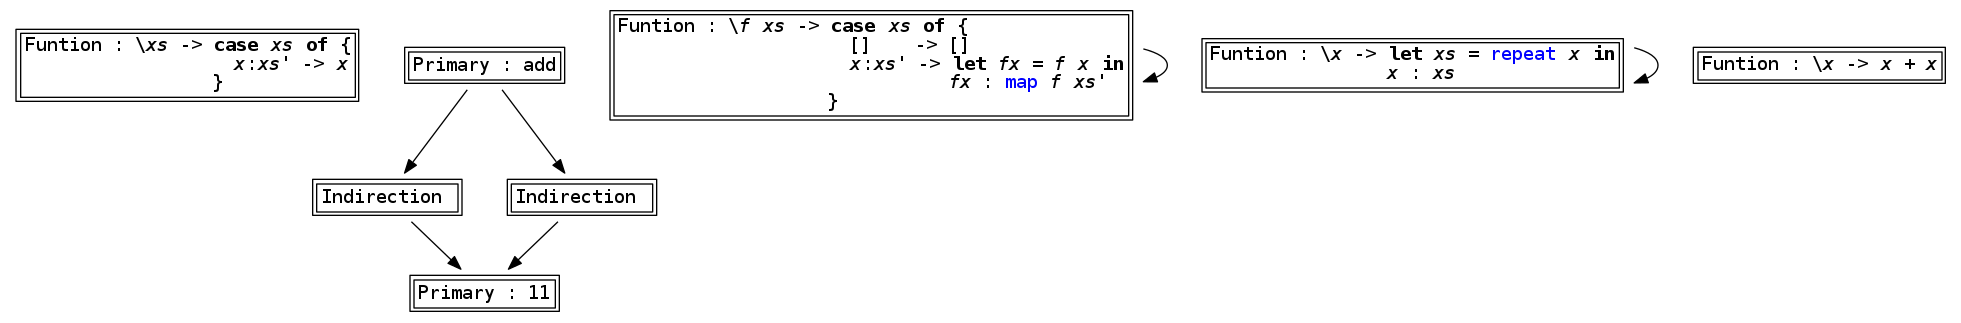 Funtion : \xs -> case xs of {
x:xs' -> x
}
Primary : add
Funtion : \f xs -> case xs of {
[] -> []
x:xs' -> let fx = f x in
fx : map f xs'
}
Funtion : \x -> let xs = repeat x in
x : xs
Funtion : \x -> x + x
Indirection
Indirection
Primary : 11